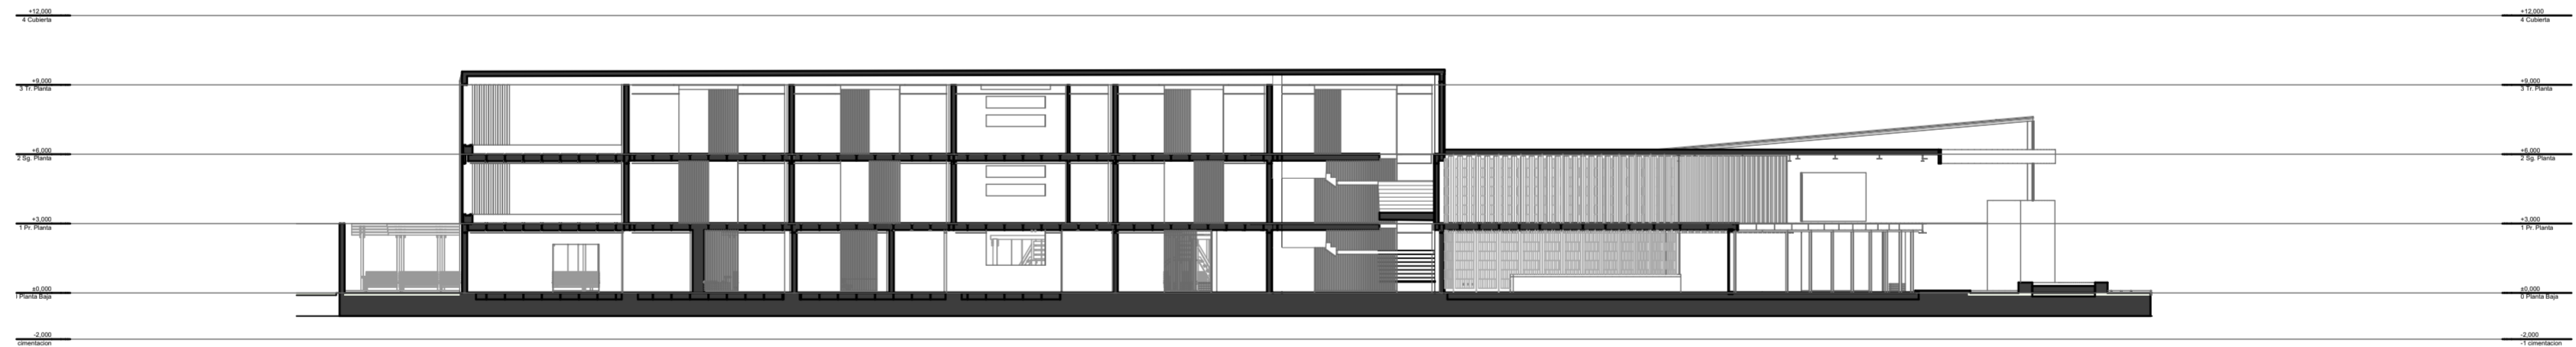 +12,000
4 Cubierta
+12,000
4 Cubierta
+9,000
3 Tr. Planta
+9,000
3 Tr. Planta
+6,000
2 Sg. Planta
+6,000
2 Sg. Planta
+3,000
1 Pr. Planta
+3,000
1 Pr. Planta
±0,000
Planta Baja
±0,000
0 Planta Baja
-2,000
cimentacion
-2,000
-1 cimentacion